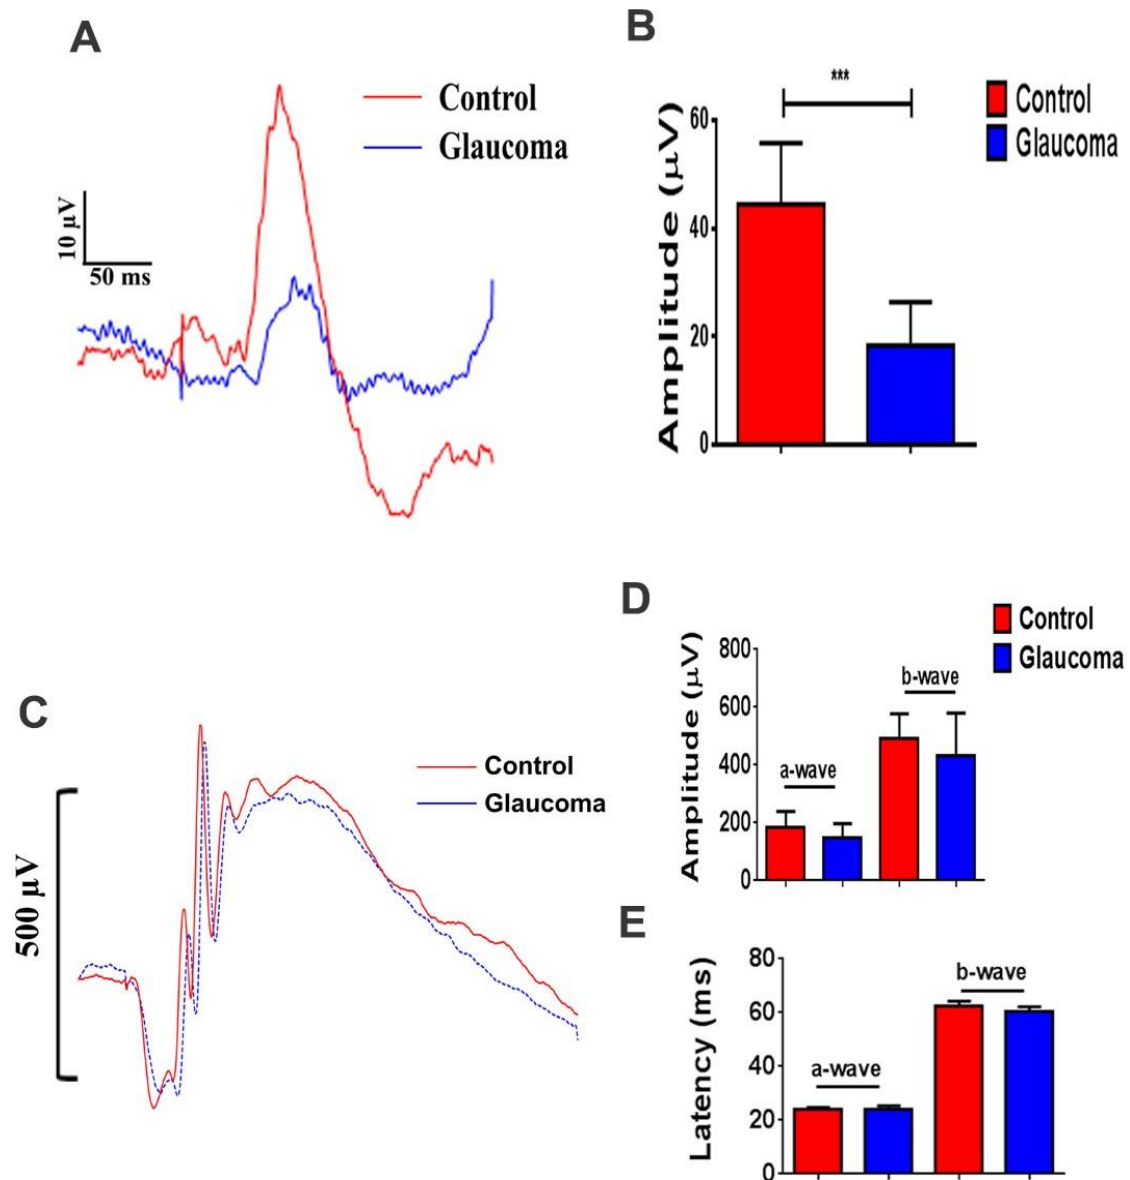 A
Control
Glaucoma
10 µV
50 ms
B
***
Control
Glaucoma
Amplitude (µV)
60
40
20
0
C
Control
Glaucoma
500 µV
D
Control
Glaucoma
Amplitude (µV)
800
600
400
200
0
a-wave
b-wave
E
Latency (ms)
80
60
40
20
0
a-wave
b-wave